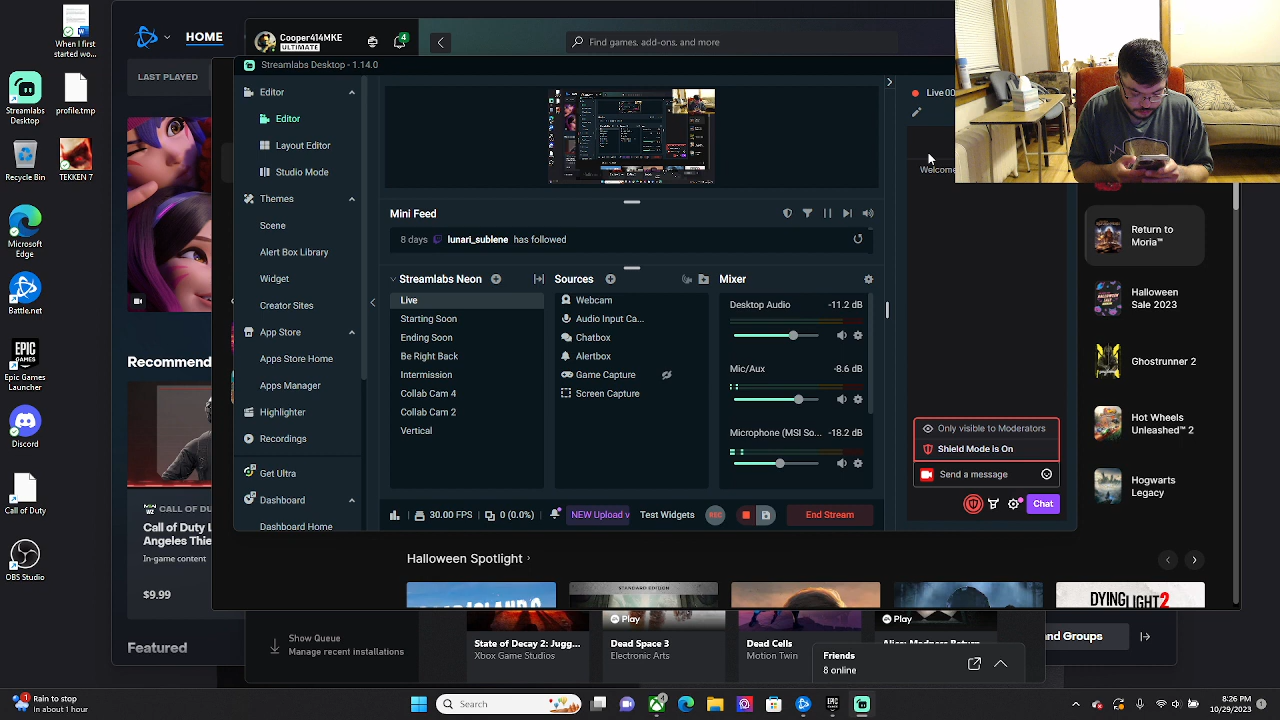 When I fi
started w
Desktop
profile.tmp
Recycle Bin
TEKKEN 7
Microsoft
Edge
Battle.net
Epic Games
Launcher
Discord
Call of Duty
OBS Studio
HOME
LAST PLAYED
Recommend
CALL OF DUTY
Call of Duty L
Angeles Thie
In-game content
$9.99
Featured
Cooper414MKE
ULTIMATE
4
Find games, add-ons, and more
Streamlabs Desktop - 1.14.0
Editor
Layout Editor
Studio Mode
Themes
Scene
Alert Box Library
Widget
Creator Sites
App Store
Apps Store Home
Apps Manager
Highlighter
Get Ultra
Dashboard
Dashboard Home
Mini Feed
8 days lunari_sublene has followed
Streamlabs Neon
Live
Starting Soon
Ending Soon
Be Right Back
Intermission
Collab Cam 4
Collab Cam 2
Vertical
Sources
Webcam
Audio Input Ca...
Chatbox
Alertbox
Game Capture
Screen Capture
Mixer
Desktop Audio -11.2 dB
Mic/Aux -8.6 dB
Microphone (MSI So... -18.2 dB
30.00 FPS 0 (0.0%) NEW Upload v Test Widgets REC End Stream
Live 00
Welcome
Only visible to Moderators
Shield Mode is On
Send a message
Chat
Return to
Moria™
Halloween
Sale 2023
Ghostrunner 2
Hot Wheels
Unleashed™ 2
Hogwarts
Legacy
Halloween Spotlight
STANDARD EDITION
DYING LIGHT 2
Show Queue
Manage recent installations
State of Decay 2: Jugg...
Xbox Game Studios
Play
Dead Space 3
Electronic Arts
Dead Cells
Motion Twin
Play
Friends
8 online
nd Groups
1
Rain to stop
In about 1 hour
Search
8:26 PM
10/29/2023
1